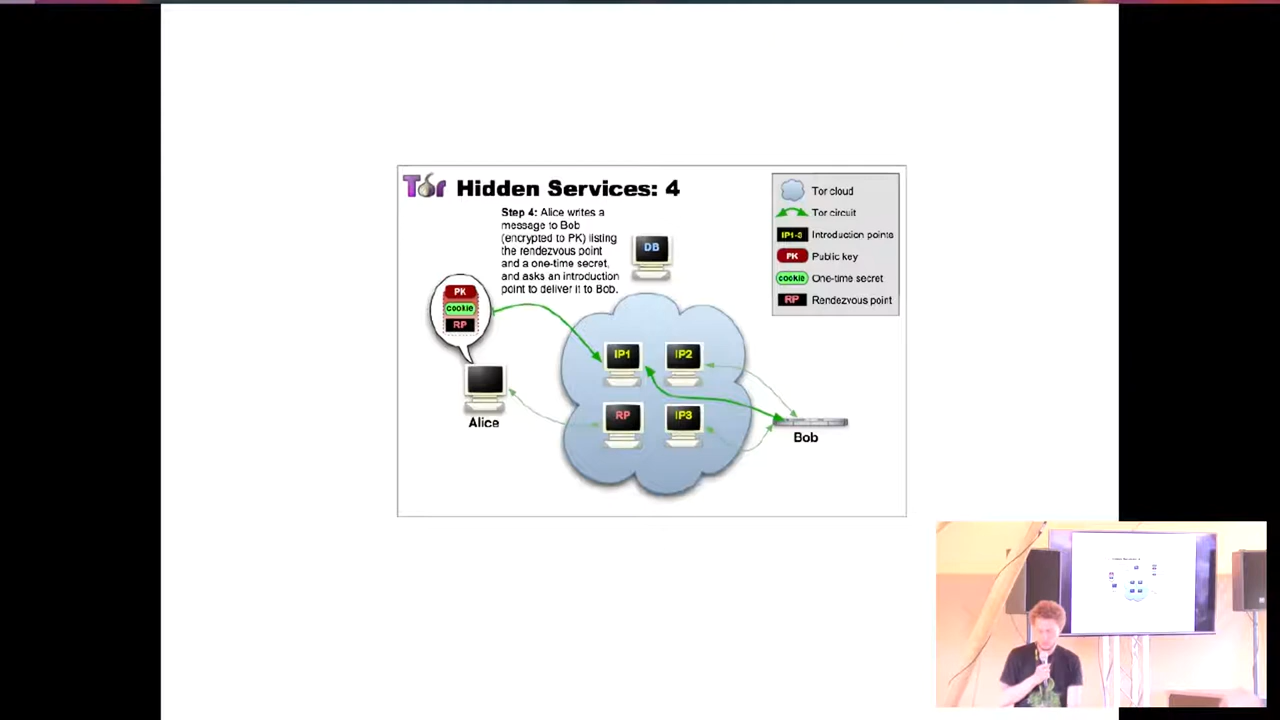 Tor Hidden Services: 4
Step 4: Alice writes a
message to Bob
(encrypted to PK) listing
the rendezvous point
and a one-time secret,
and asks an introduction
point to deliver it to Bob.
DB
Tor cloud
Tor circuit
IP1-3 Introduction points
PK Public key
cookie One-time secret
RP Rendezvous point
PK
cookie
RP
IP1
IP2
RP
IP3
Alice
Bob
Hidden Services: 4